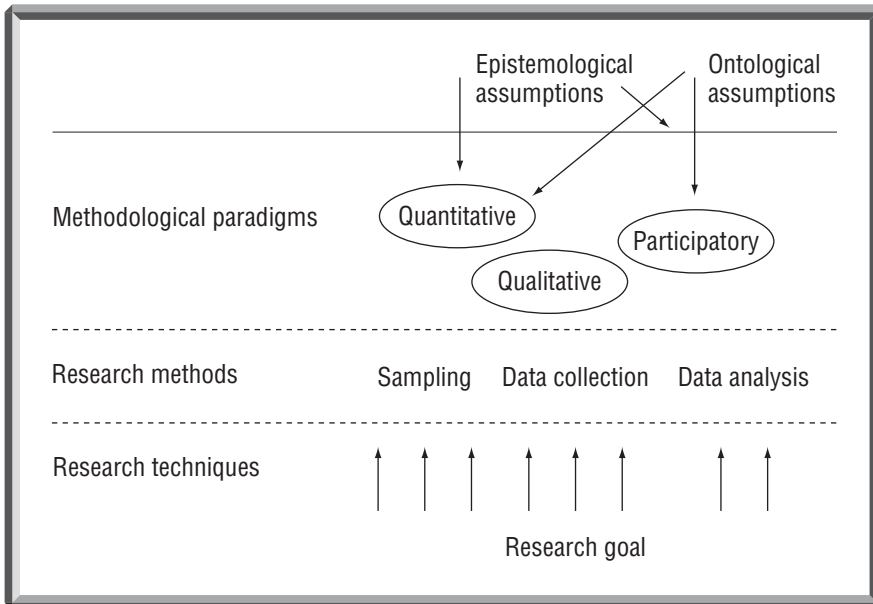 Epistemological assumptions
Ontological assumptions
Methodological paradigms
Quantitative
Participatory
Qualitative
Research methods
Sampling
Data collection
Data analysis
Research techniques
Research goal